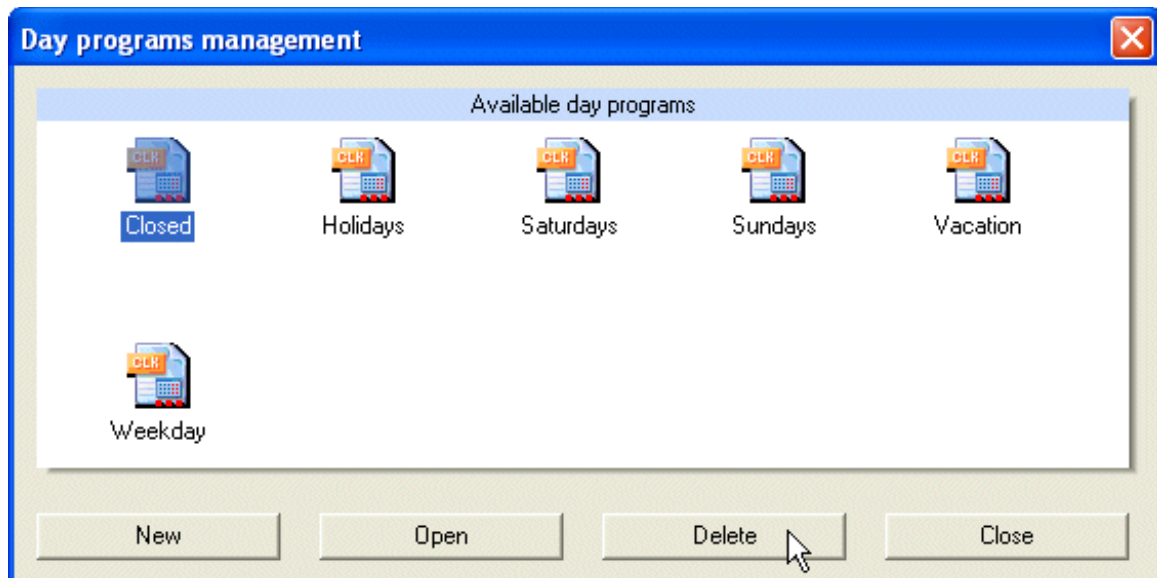 Day programs management
Available day programs
CLK CLK CLK CLK CLK
Closed Holidays Saturdays Sundays Vacation
CLK
Weekday
New Open Delete Close